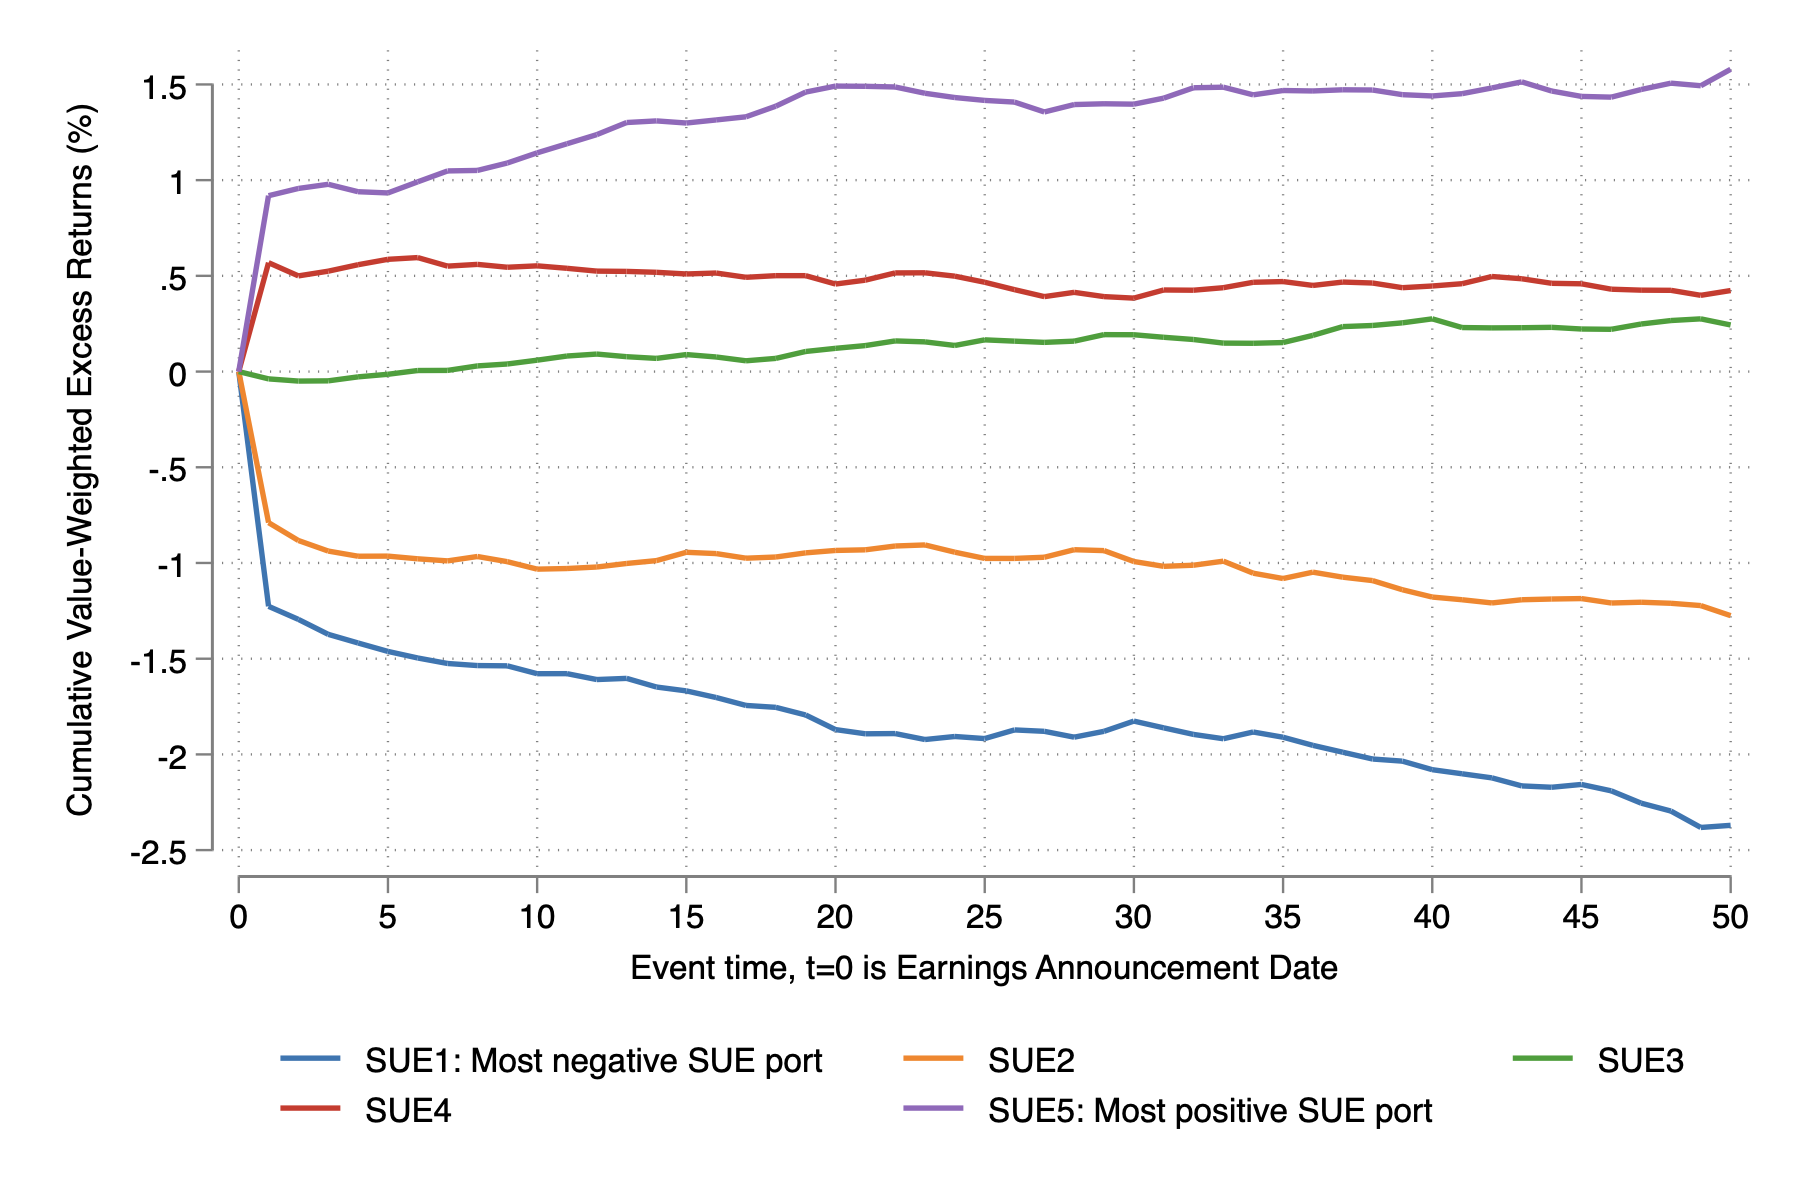 Cumulative Value-Weighted Excess Returns (%)
1.5
1
.5
0
-.5
-1
-1.5
-2
-2.5
0 5 10 15 20 25 30 35 40 45 50
Event time, t=0 is Earnings Announcement Date
SUE1: Most negative SUE port SUE2 SUE3
SUE4 SUE5: Most positive SUE port